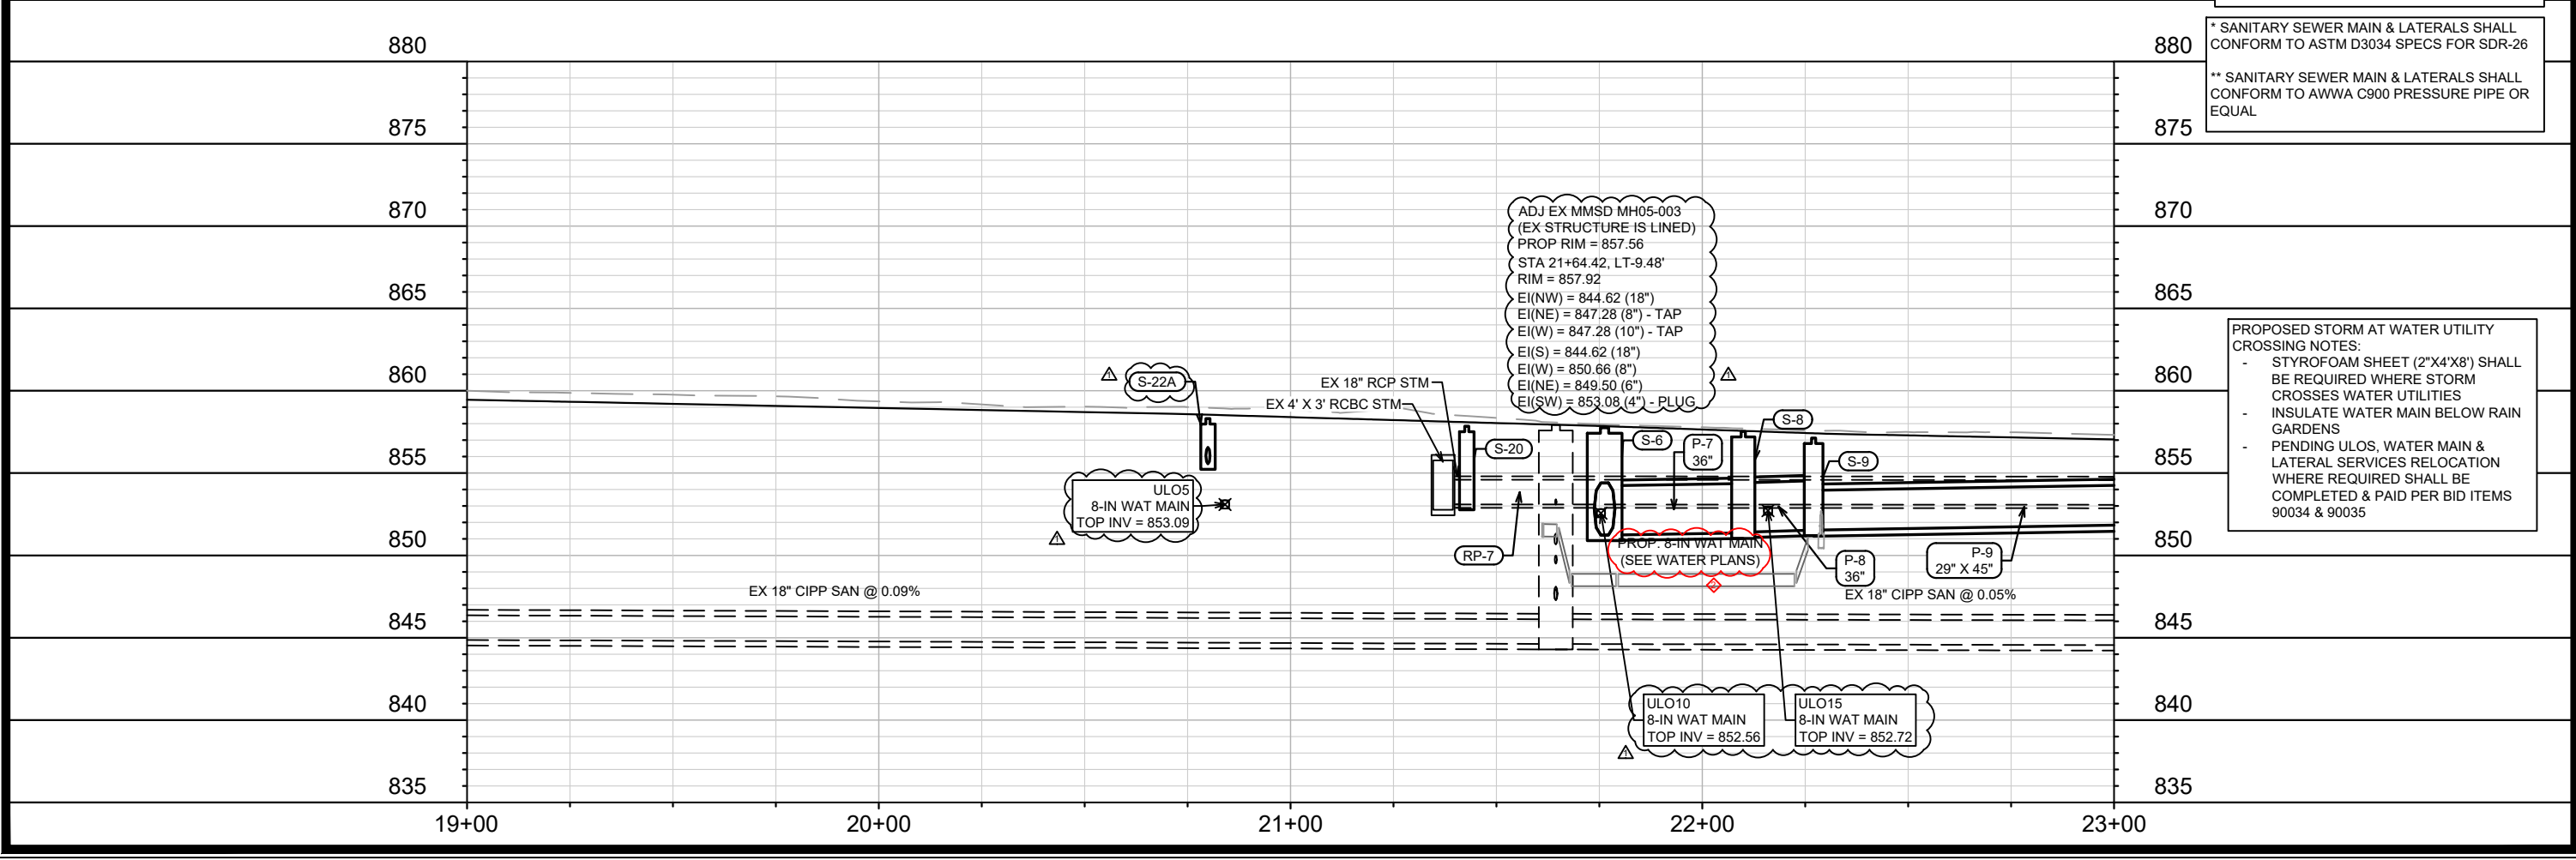 * SANITARY SEWER MAIN & LATERALS SHALL
CONFORM TO ASTM D3034 SPECS FOR SDR-26
** SANITARY SEWER MAIN & LATERALS SHALL
CONFORM TO AWWA C900 PRESSURE PIPE OR
EQUAL
880
880
875
875
870
870
865
865
860
860
855
855
850
850
845
845
840
840
835
835
ADJ EX MMSD MH05-003
(EX STRUCTURE IS LINED)
PROP RIM = 857.56
STA 21+64.42, LT-9.48'
RIM = 857.92
EI(NW) = 844.62 (18")
EI(NE) = 847.28 (8") - TAP
EI(W) = 847.28 (10") - TAP
EI(S) = 844.62 (18")
EI(W) = 850.66 (8")
EI(NE) = 849.50 (6")
EI(SW) = 853.08 (4") - PLUG
PROPOSED STORM AT WATER UTILITY
CROSSING NOTES:
- STYROFOAM SHEET (2"X4'X8') SHALL
BE REQUIRED WHERE STORM
CROSSES WATER UTILITIES
- INSULATE WATER MAIN BELOW RAIN
GARDENS
- PENDING ULOS, WATER MAIN &
LATERAL SERVICES RELOCATION
WHERE REQUIRED SHALL BE
COMPLETED & PAID PER BID ITEMS
90034 & 90035
1
S-22A
EX 18" RCP STM
EX 4' X 3' RCBC STM
1
S-20
S-6
P-7
36"
S-8
S-9
ULO5
8-IN WAT MAIN
TOP INV = 853.09
1
RP-7
PROP. 8-IN WAT MAIN
(SEE WATER PLANS)
P-8
36"
P-9
29" X 45"
EX 18" CIPP SAN @ 0.09%
EX 18" CIPP SAN @ 0.05%
ULO10
8-IN WAT MAIN
TOP INV = 852.56
ULO15
8-IN WAT MAIN
TOP INV = 852.72
1
19+00
20+00
21+00
22+00
23+00